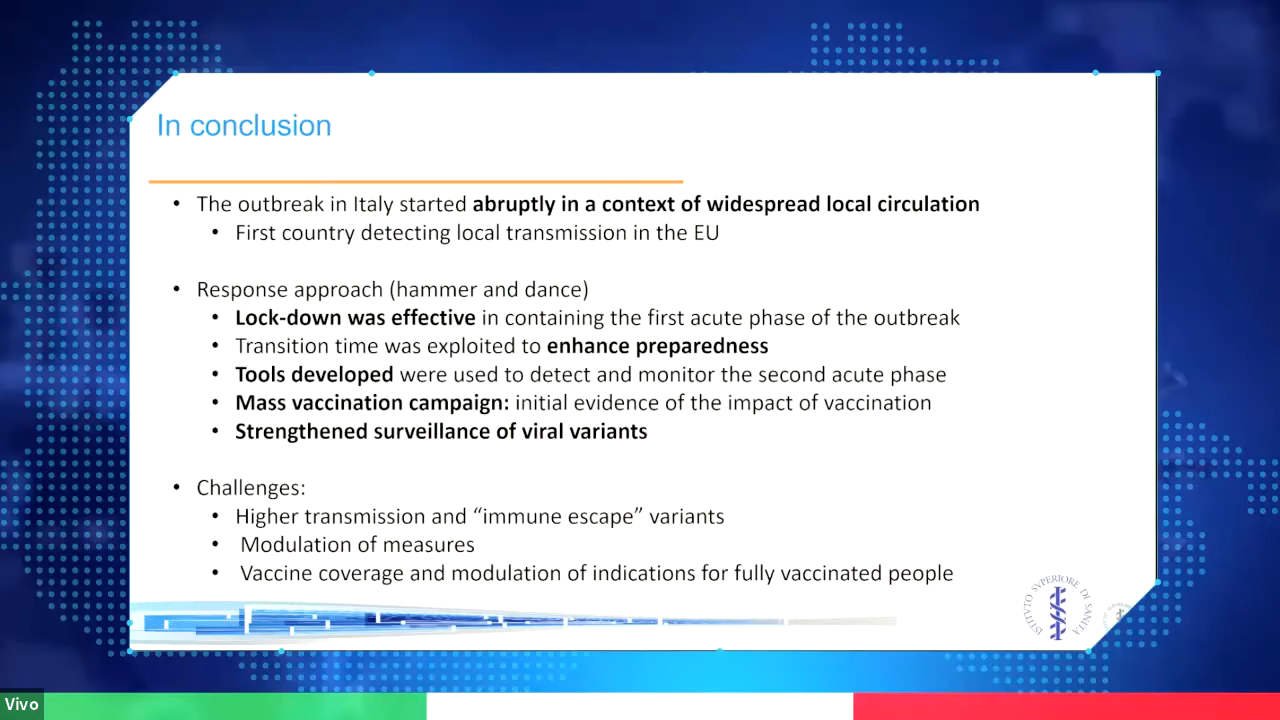 In conclusion
• The outbreak in Italy started abruptly in a context of widespread local circulation
• First country detecting local transmission in the EU
• Response approach (hammer and dance)
• Lock-down was effective in containing the first acute phase of the outbreak
• Transition time was exploited to enhance preparedness
• Tools developed were used to detect and monitor the second acute phase
• Mass vaccination campaign: initial evidence of the impact of vaccination
• Strengthened surveillance of viral variants
• Challenges:
• Higher transmission and “immune escape” variants
• Modulation of measures
• Vaccine coverage and modulation of indications for fully vaccinated people
ISTITVTO SVPERIORE DI SANITÀ
Vivo